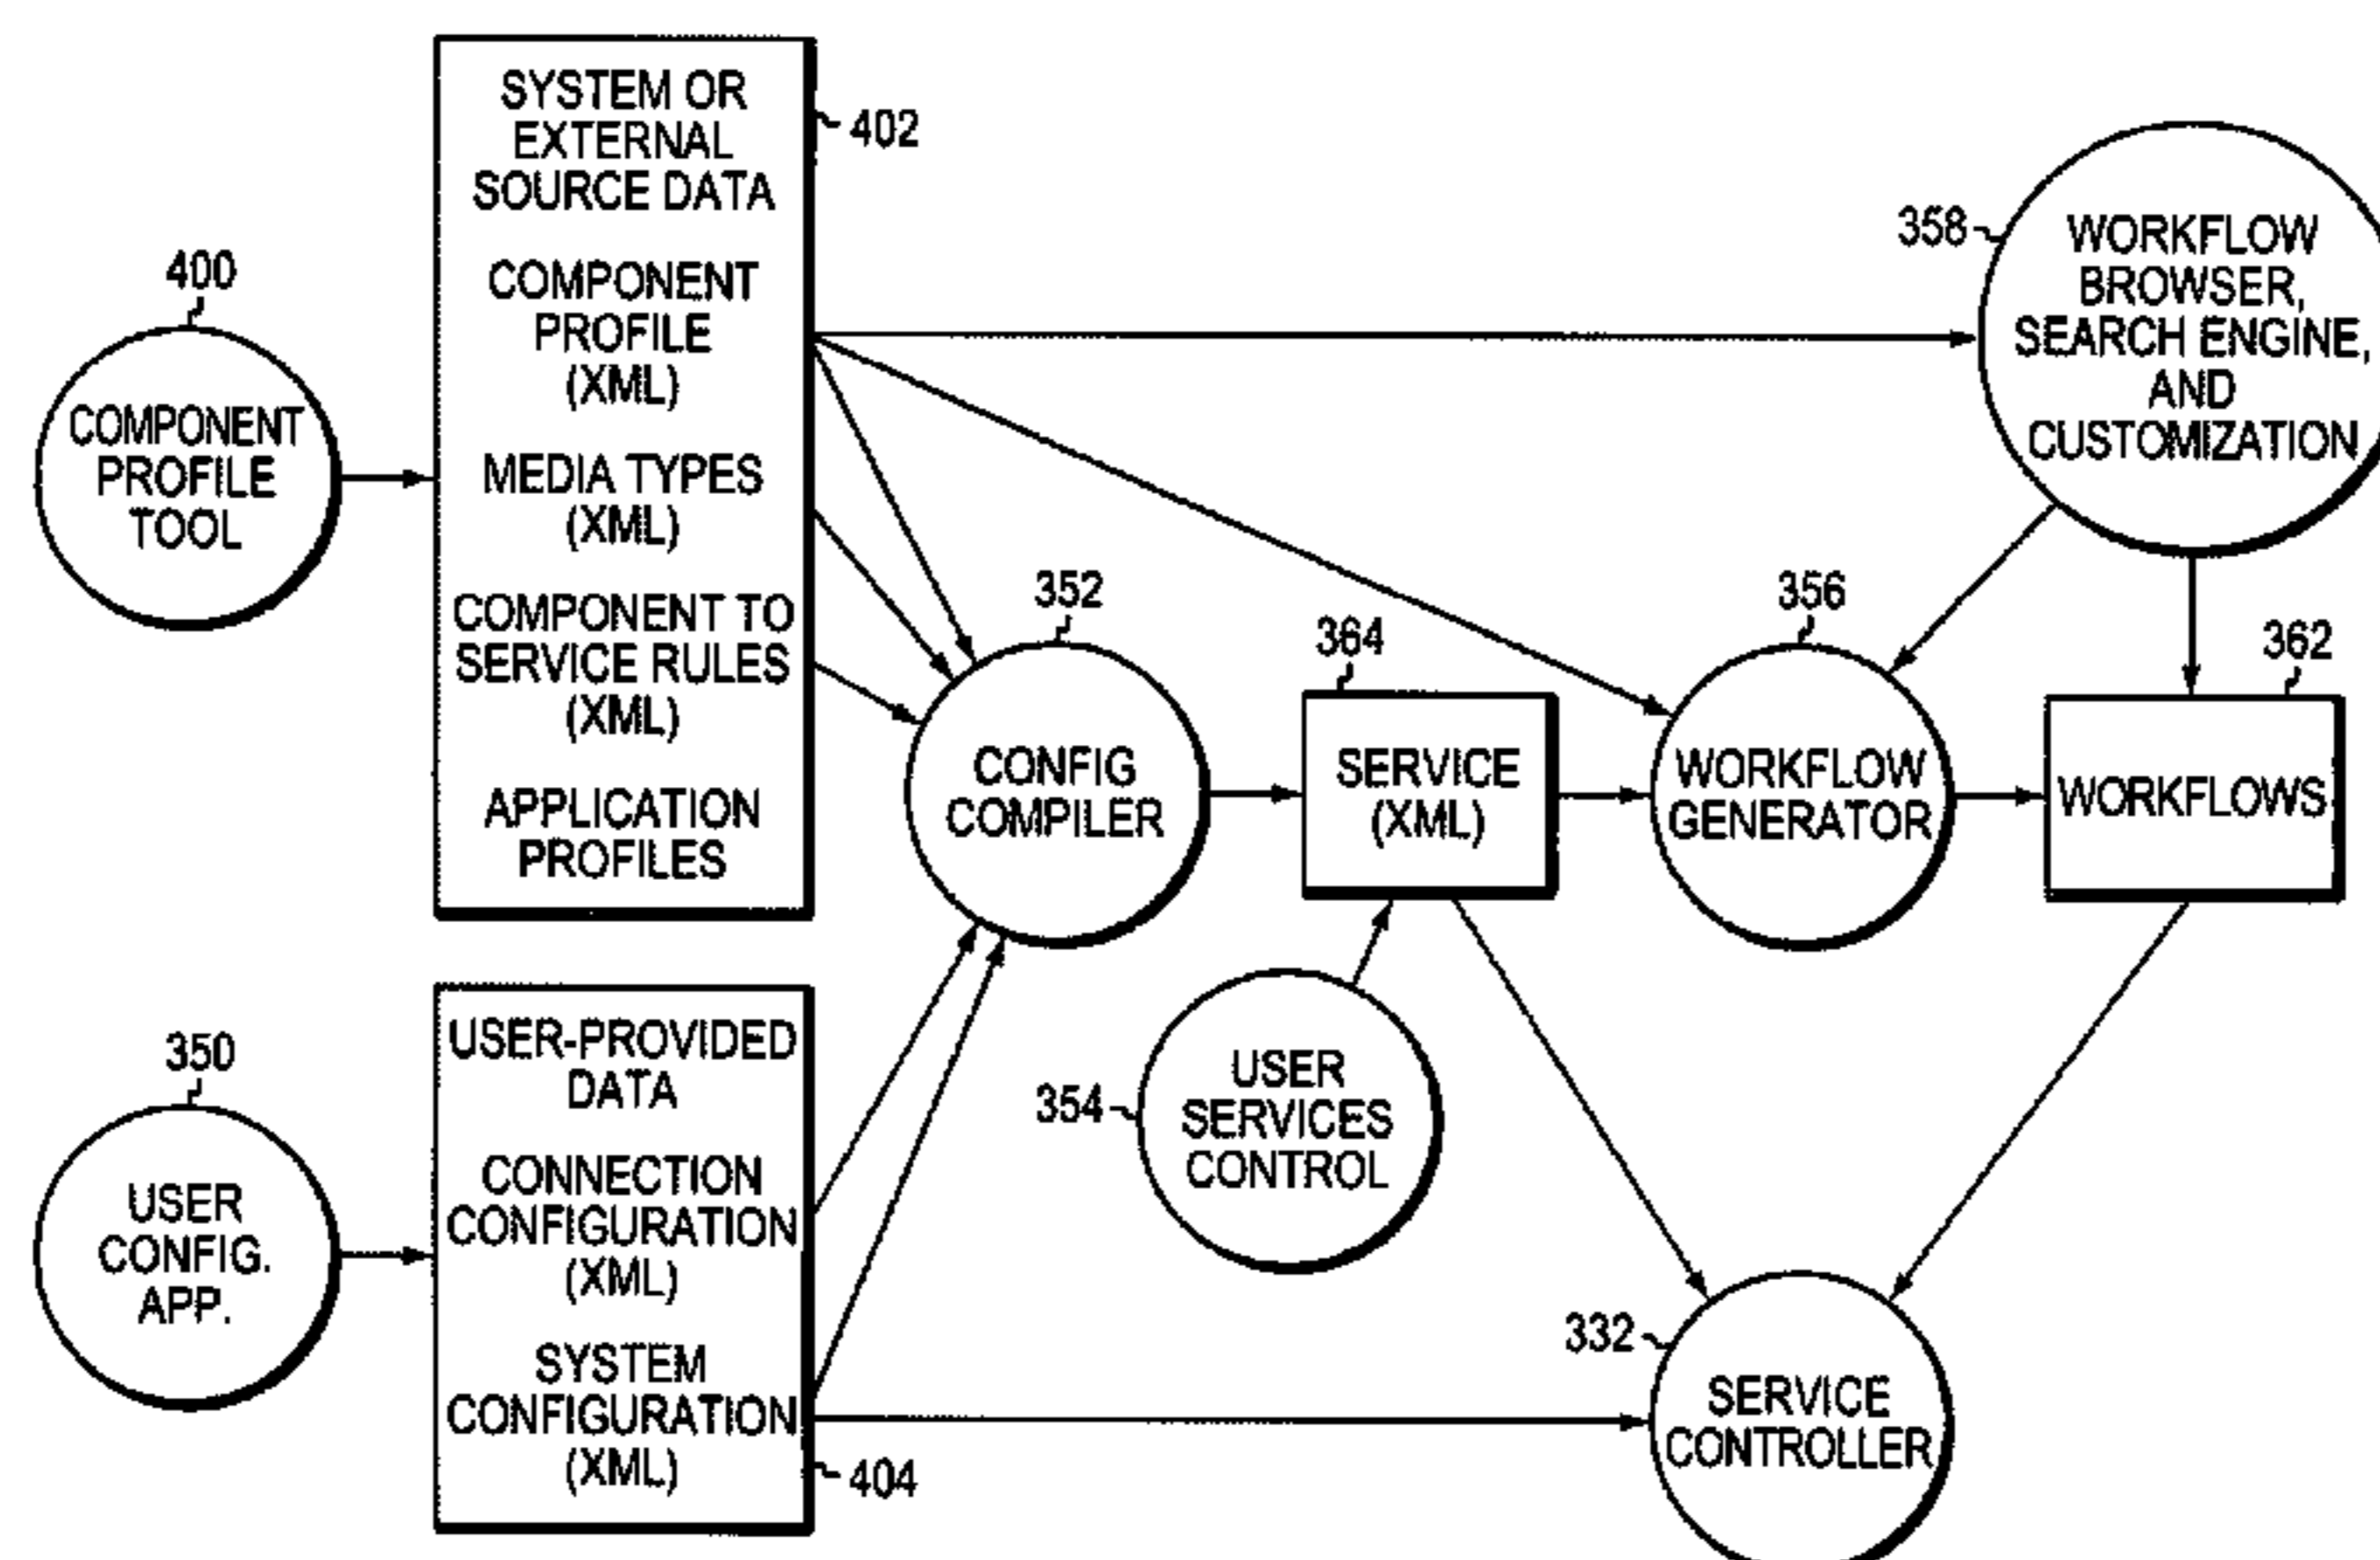 400
COMPONENT
PROFILE
TOOL
SYSTEM OR
EXTERNAL
SOURCE DATA
402
COMPONENT
PROFILE
(XML)
MEDIA TYPES
(XML)
COMPONENT TO
SERVICE RULES
(XML)
APPLICATION
PROFILES
358
WORKFLOW
BROWSER,
SEARCH ENGINE,
AND
CUSTOMIZATION
352
CONFIG
COMPILER
364
SERVICE
(XML)
356
WORKFLOW
GENERATOR
362
WORKFLOWS
350
USER
CONFIG.
APP.
USER-PROVIDED
DATA
CONNECTION
CONFIGURATION
(XML)
SYSTEM
CONFIGURATION
(XML)
404
354
USER
SERVICES
CONTROL
332
SERVICE
CONTROLLER